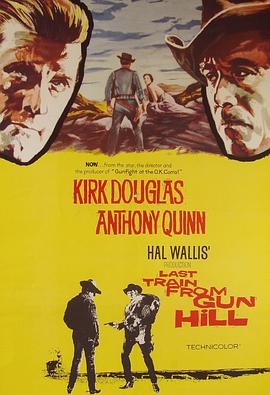 NOW... from the star, the director and
the producer of "Gunfight at the O.K. Corral"
KIRK DOUGLAS
ANTHONY QUINN
HAL WALLIS'
PRODUCTION
LAST
TRAIN
FROM
GUN
HILL
TECHNICOLOR®